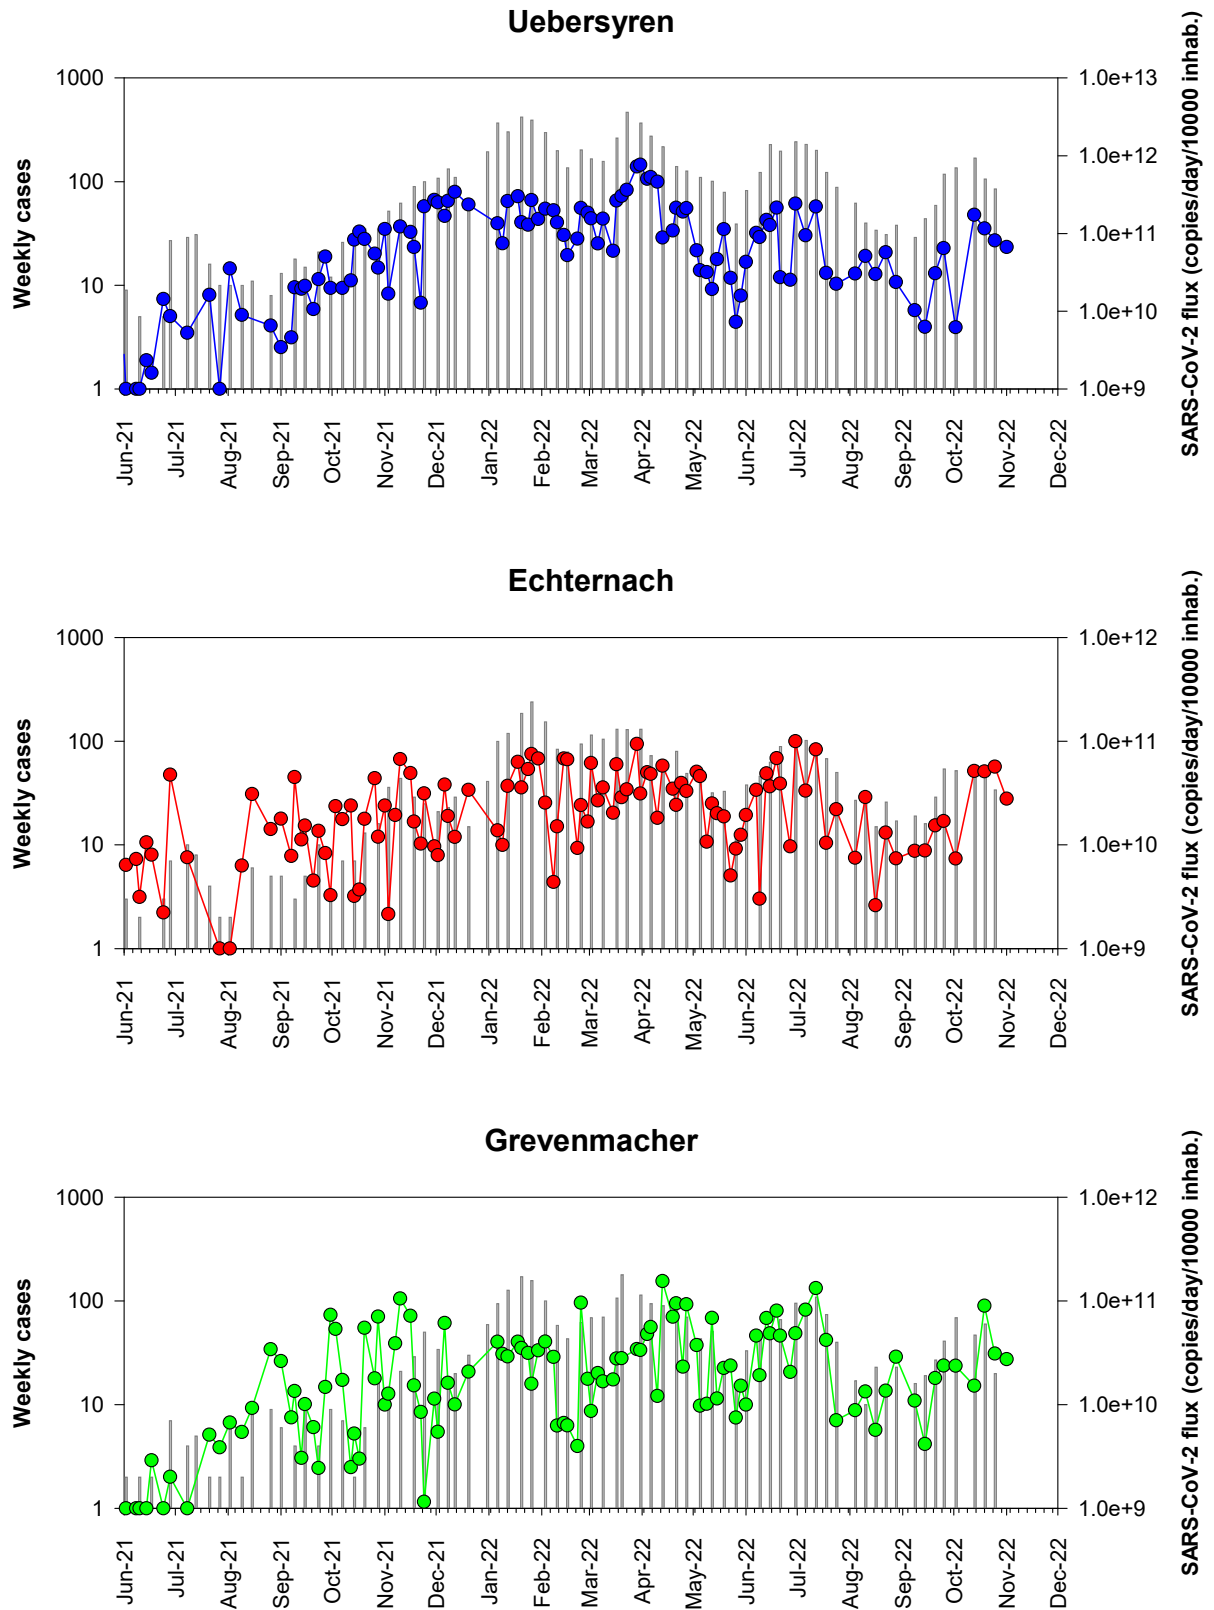 Uebersyren
Weekly cases
SARS-CoV-2 flux (copies/day/10000 inhab.)
1000
100
10
1
1.0e+13
1.0e+12
1.0e+11
1.0e+10
1.0e+9
Jun-21
Jul-21
Aug-21
Sep-21
Oct-21
Nov-21
Dec-21
Jan-22
Feb-22
Mar-22
Apr-22
May-22
Jun-22
Jul-22
Aug-22
Sep-22
Oct-22
Nov-22
Dec-22
Echternach
Weekly cases
SARS-CoV-2 flux (copies/day/10000 inhab.)
1000
100
10
1
1.0e+12
1.0e+11
1.0e+10
1.0e+9
Jun-21
Jul-21
Aug-21
Sep-21
Oct-21
Nov-21
Dec-21
Jan-22
Feb-22
Mar-22
Apr-22
May-22
Jun-22
Jul-22
Aug-22
Sep-22
Oct-22
Nov-22
Dec-22
Grevenmacher
Weekly cases
SARS-CoV-2 flux (copies/day/10000 inhab.)
1000
100
10
1
1.0e+12
1.0e+11
1.0e+10
1.0e+9
Jun-21
Jul-21
Aug-21
Sep-21
Oct-21
Nov-21
Dec-21
Jan-22
Feb-22
Mar-22
Apr-22
May-22
Jun-22
Jul-22
Aug-22
Sep-22
Oct-22
Nov-22
Dec-22